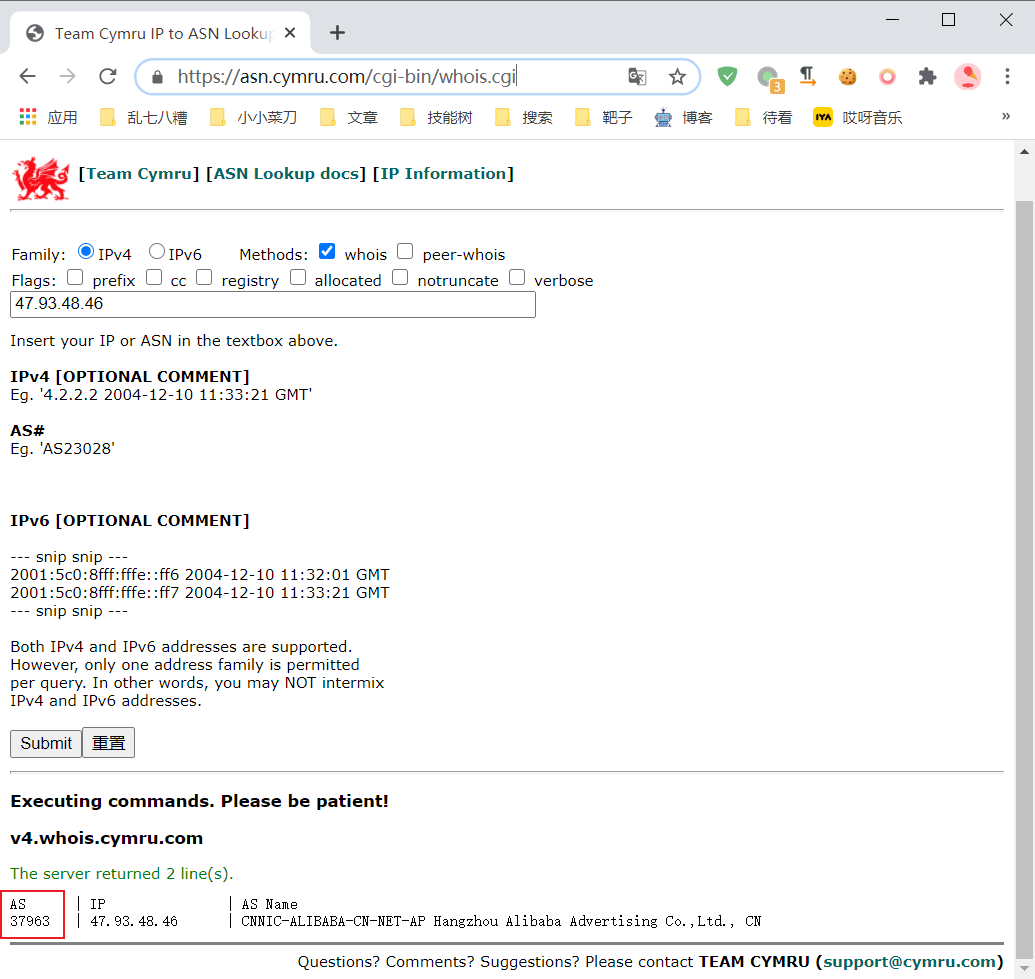 Team Cymru IP to ASN Looku
https://asn.cymru.com/cgi-bin/whois.cgi
3
应用 乱七八糟 小小菜刀 文章 技能树 搜索 靶子 博客 待看 IYA 哎呀音乐 »
[Team Cymru] [ASN Lookup docs] [IP Information]
Family: IPv4 IPv6 Methods: whois peer-whois
Flags: prefix cc registry allocated notruncate verbose
47.93.48.46
Insert your IP or ASN in the textbox above.
IPv4 [OPTIONAL COMMENT]
Eg. '4.2.2.2 2004-12-10 11:33:21 GMT'
AS#
Eg. 'AS23028'
IPv6 [OPTIONAL COMMENT]
--- snip snip ---
2001:5c0:8fff:fffe::ff6 2004-12-10 11:32:01 GMT
2001:5c0:8fff:fffe::ff7 2004-12-10 11:33:21 GMT
--- snip snip ---
Both IPv4 and IPv6 addresses are supported.
However, only one address family is permitted
per query. In other words, you may NOT intermix
IPv4 and IPv6 addresses.
Submit 重置
Executing commands. Please be patient!
v4.whois.cymru.com
The server returned 2 line(s).
AS | IP | AS Name
37963 | 47.93.48.46 | CNNIC-ALIBABA-CN-NET-AP Hangzhou Alibaba Advertising Co.,Ltd., CN
Questions? Comments? Suggestions? Please contact TEAM CYMRU (support@cymru.com)